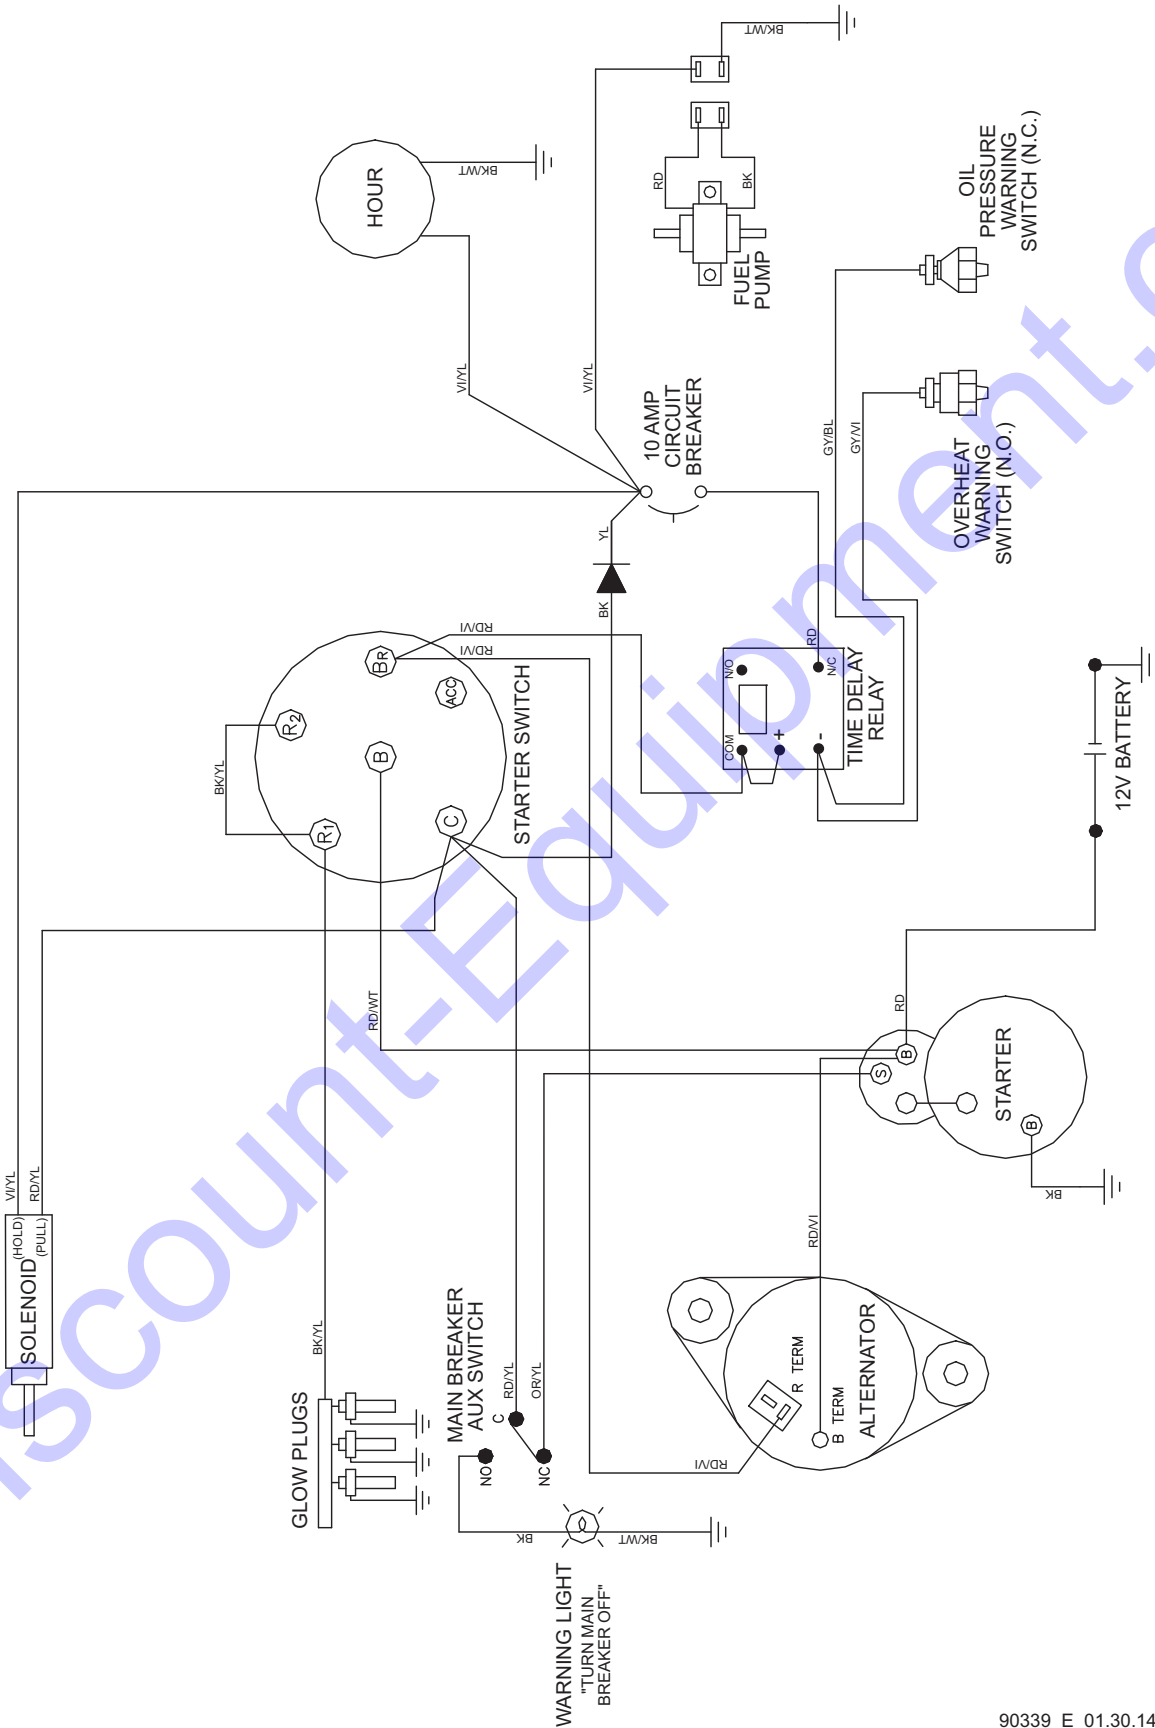 VI/YL
RD/YL
(HOLD)
(PULL)
SOLENOID
GLOW PLUGS
BK/YL
BK/YL
R1
R2
B
BR
C
ACC
STARTER SWITCH
RD/WT
RD/VI
RD/VI
HOUR
BK/WT
VI/YL
VI/YL
BK/WT
RD
BK
FUEL
PUMP
10 AMP
CIRCUIT
BREAKER
YL
BK
RD
N/O
N/C
COM
+
-
TIME DELAY
RELAY
GY/BL
GY/VI
OIL
PRESSURE
WARNING
SWITCH (N.C.)
OVERHEAT
WARNING
SWITCH (N.O.)
12V BATTERY
RD
B
S
B
STARTER
BK
RD/VI
R TERM
B TERM
ALTERNATOR
RD/VI
MAIN BREAKER
AUX SWITCH
RD/YL
OR/YL
C
NO
NC
BK
BK/WT
WARNING LIGHT
"TURN MAIN
BREAKER OFF"
90339 E 01.30.14
iscount-Equipment.c